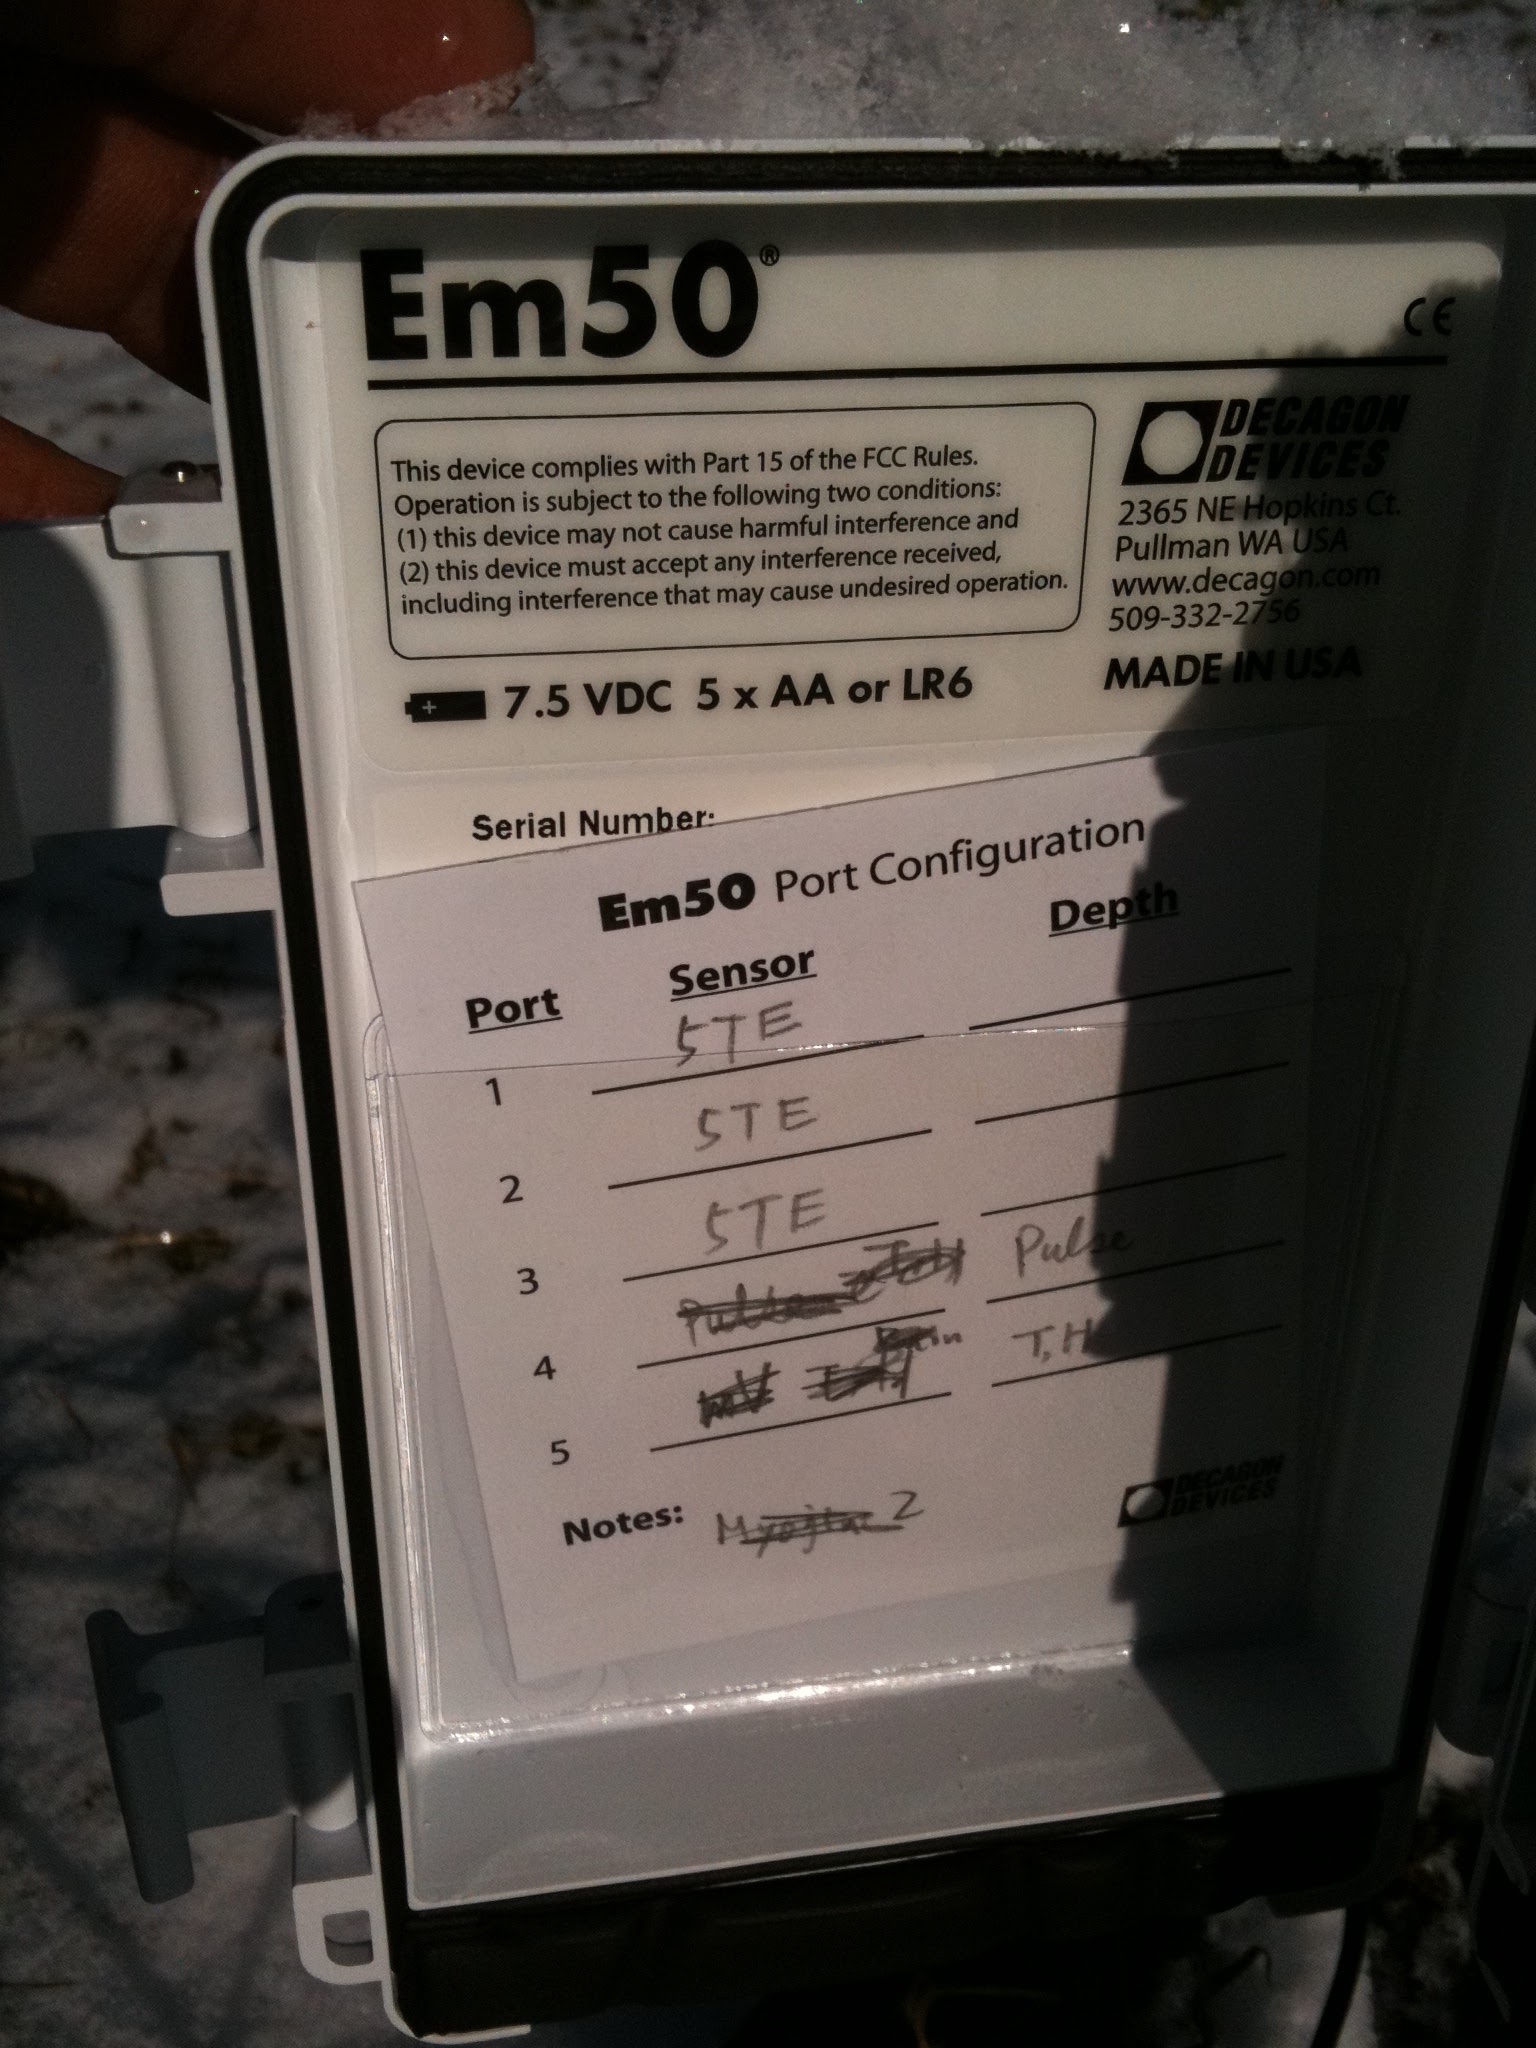 Em50®
CE
This device complies with Part 15 of the FCC Rules.
Operation is subject to the following two conditions:
(1) this device may not cause harmful interference and
(2) this device must accept any interference received,
including interference that may cause undesired operation.
DECAGON
DEVICES
2365 NE Hopkins Ct.
Pullman WA USA
www.decagon.com
509-332-2756
MADE IN USA
+ 7.5 VDC 5 x AA or LR6
Serial Number:
Em50 Port Configuration
Port Sensor Depth
1 5TE
2 5TE
3 5TE
4 Pulse
5 T,H
Notes: 2
DECAGON
DEVICES